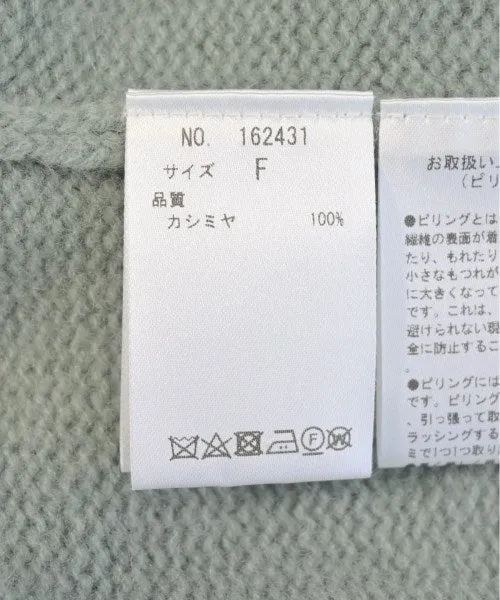 NO. 162431
サイズ F
品質
カシミヤ 100%
F W
お取扱い上
（ピリ
●ピリングとは
繊維の表面が着
たり、もれたり
小さなもつれが
に大きくなって
です。これは、
避けられない現
全に防止するこ
。
●ピリングには
です。ピリング
、引っ張って取
ラッシングする
ミで1つ1つ取り